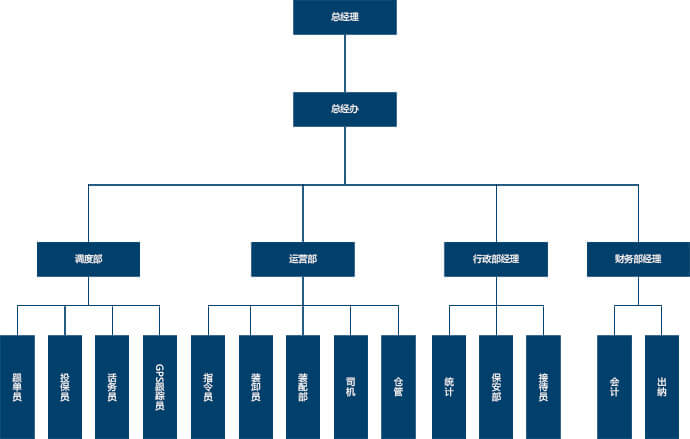 总经理
总经办
调度部
运营部
行政部经理
财务部经理
跟单员
投保员
话务员
GPS跟踪员
指令员
装卸员
装配部
司机
仓管
统计
保安部
接待员
会计
出纳